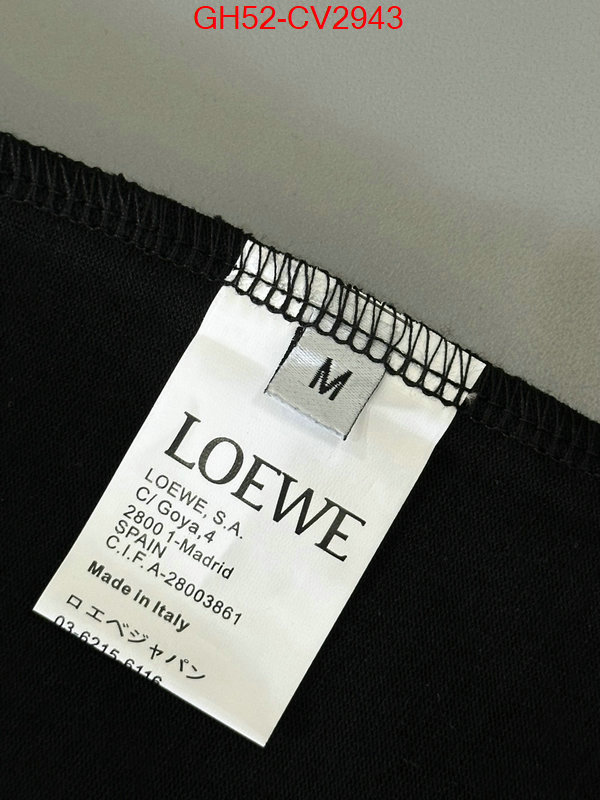 GH52-CV2943
M
LOEWE
LOEWE, S.A.
C/ Goya,4
2800 1-Madrid
SPAIN
C.I.F.A-28003861
Made in Italy
ロエベジャパン
03-6215-6116